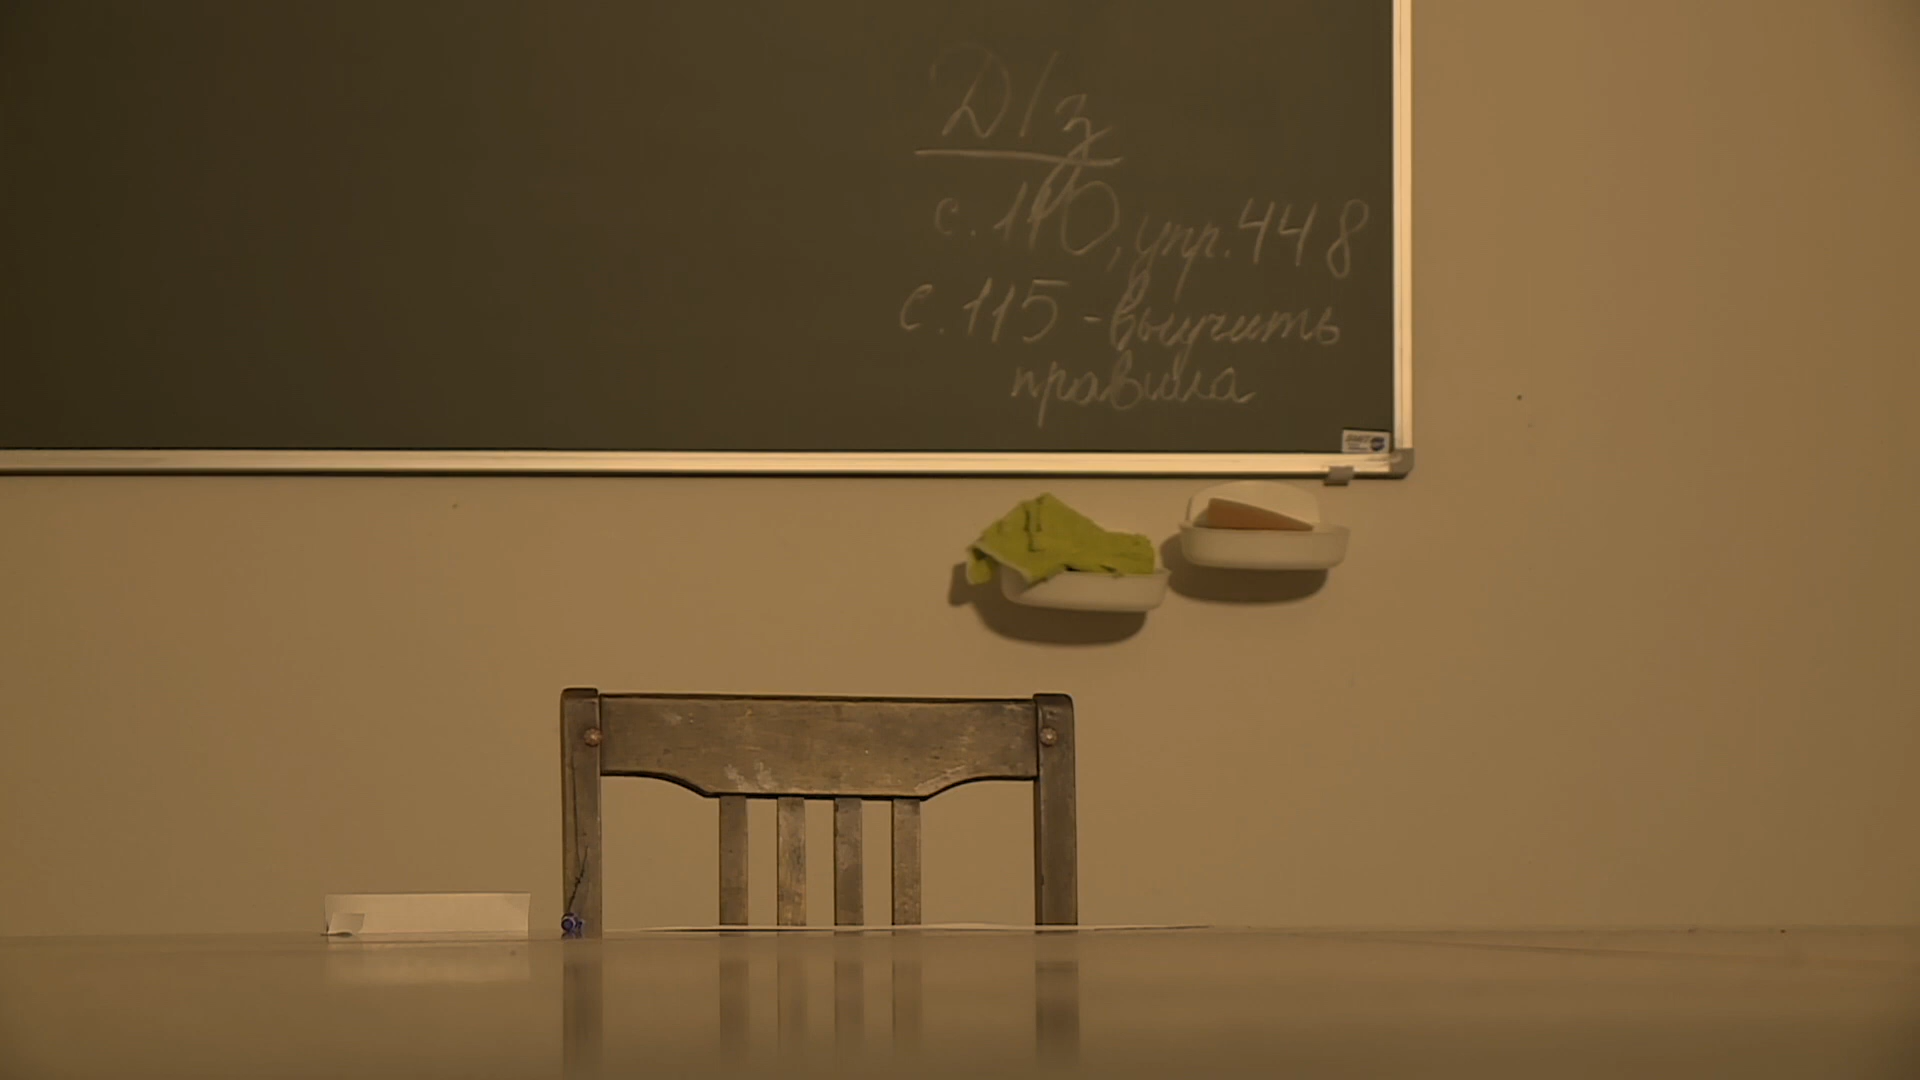 Д/з
с. 110, упр. 448
с. 115 - выучить
правила